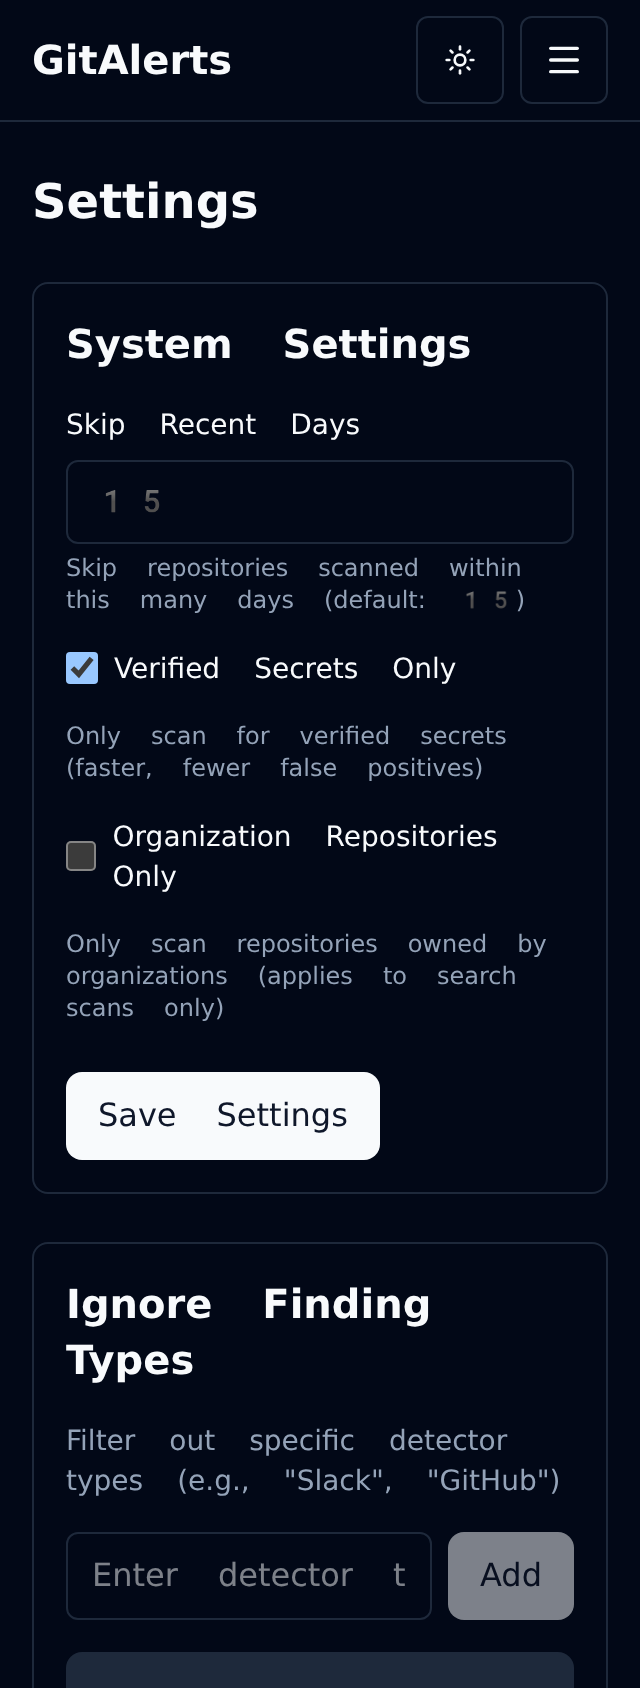 GitAlerts
Settings
System Settings
Skip Recent Days
15
Skip repositories scanned within
this many days (default: 15)
Verified Secrets Only
Only scan for verified secrets
(faster, fewer false positives)
Organization Repositories
Only
Only scan repositories owned by
organizations (applies to search
scans only)
Save Settings
Ignore Finding
Types
Filter out specific detector
types (e.g., "Slack", "GitHub")
Enter detector t
Add